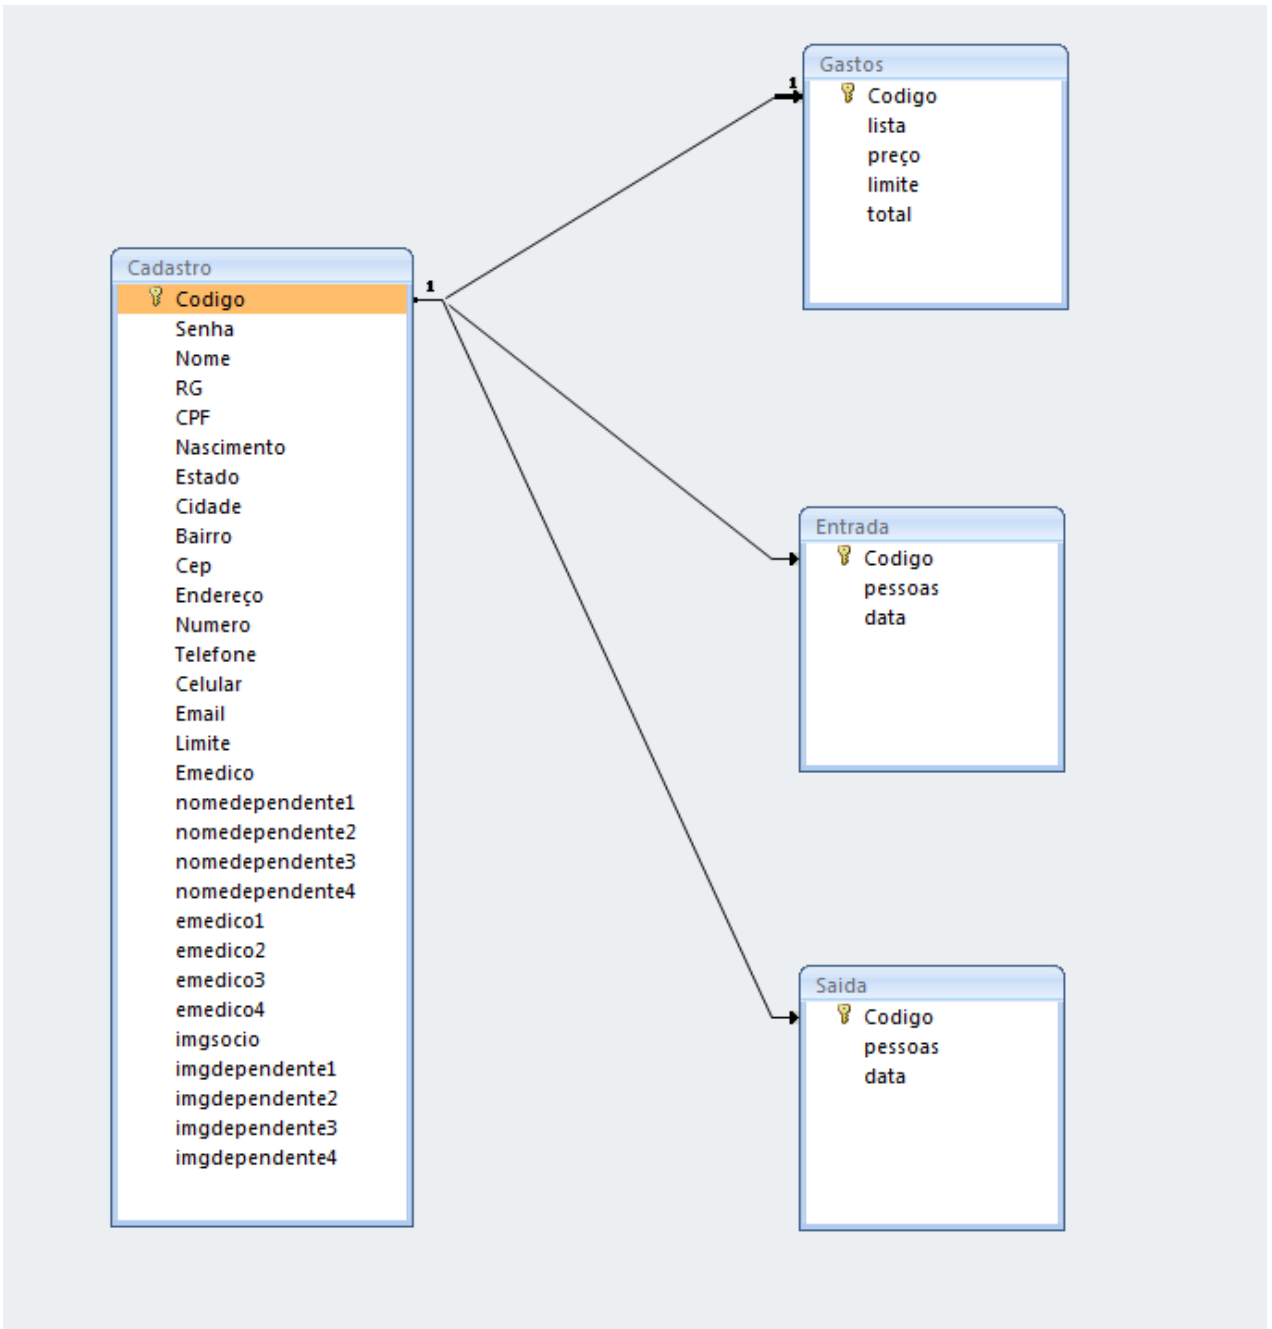 Cadastro
Codigo
Senha
Nome
RG
CPF
Nascimento
Estado
Cidade
Bairro
Cep
Endereço
Numero
Telefone
Celular
Email
Limite
Emedico
nomedependente1
nomedependente2
nomedependente3
nomedependente4
emedico1
emedico2
emedico3
emedico4
imgsocio
imgdependente1
imgdependente2
imgdependente3
imgdependente4
1
1
Gastos
Codigo
lista
preço
limite
total
Entrada
Codigo
pessoas
data
Saida
Codigo
pessoas
data